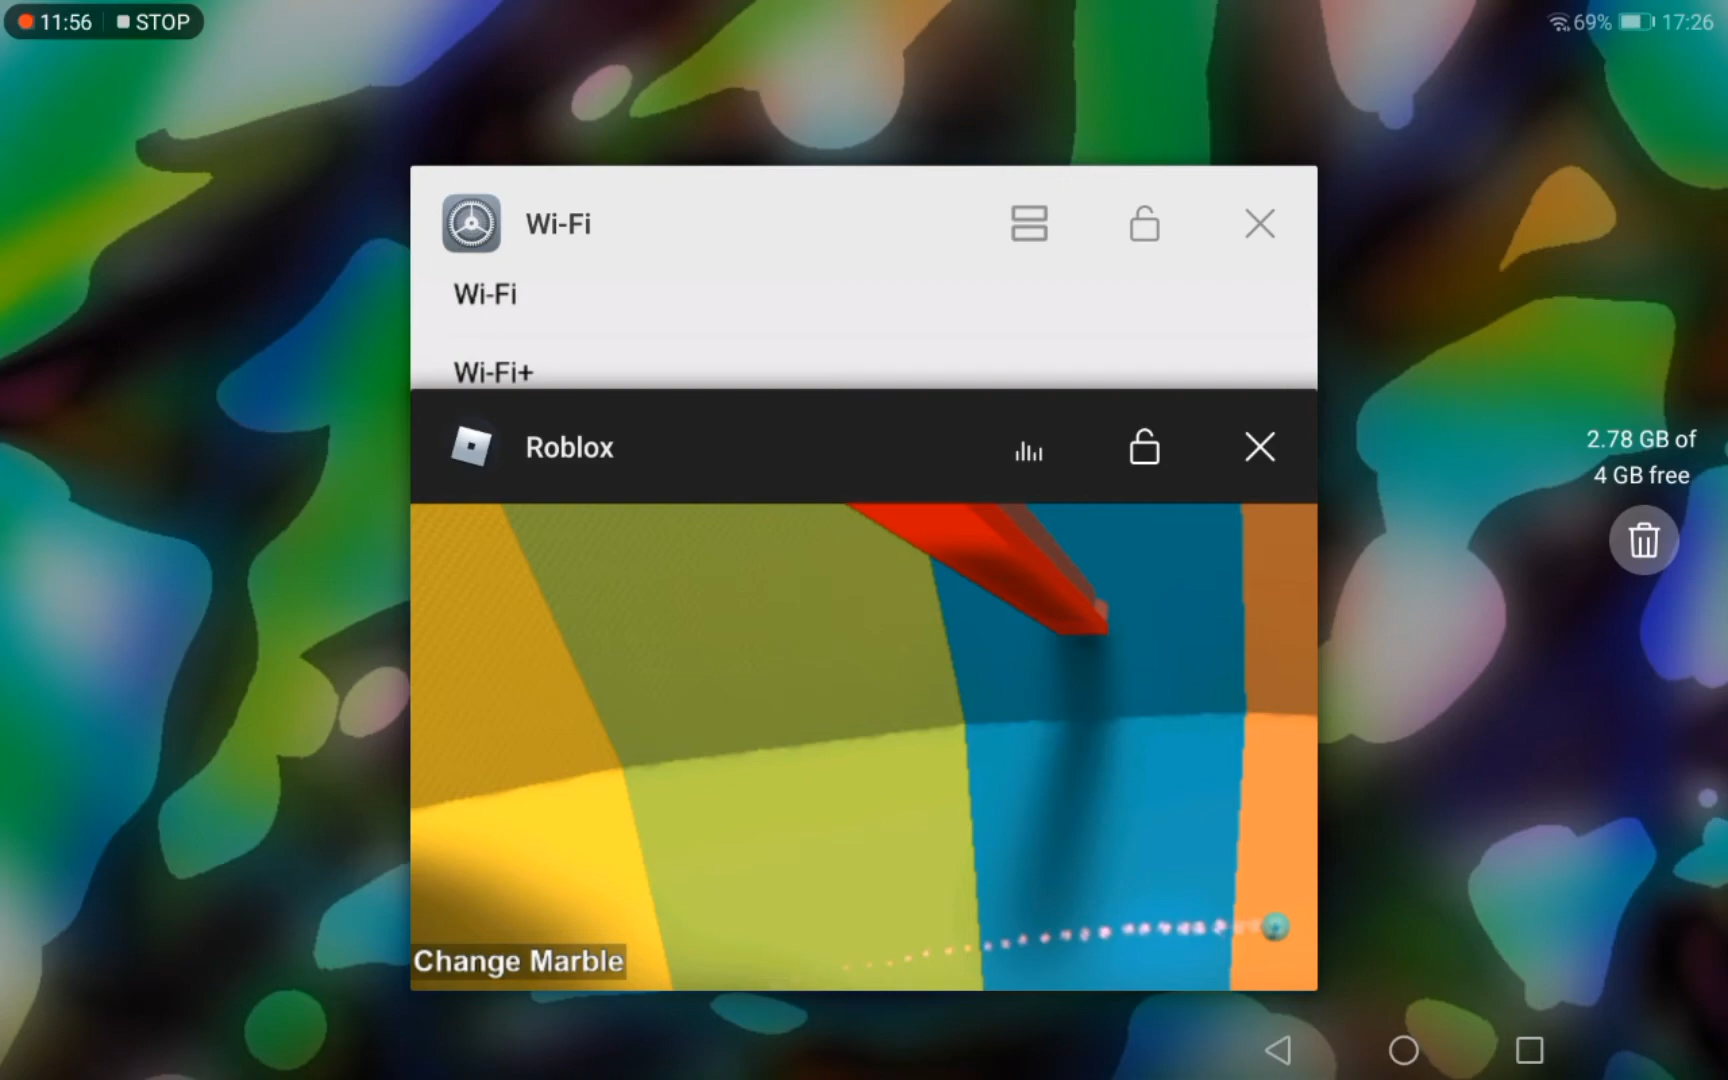 11:56 STOP
69% 17:26
Wi-Fi
Wi-Fi
Wi-Fi+
Roblox
2.78 GB of
4 GB free
Change Marble